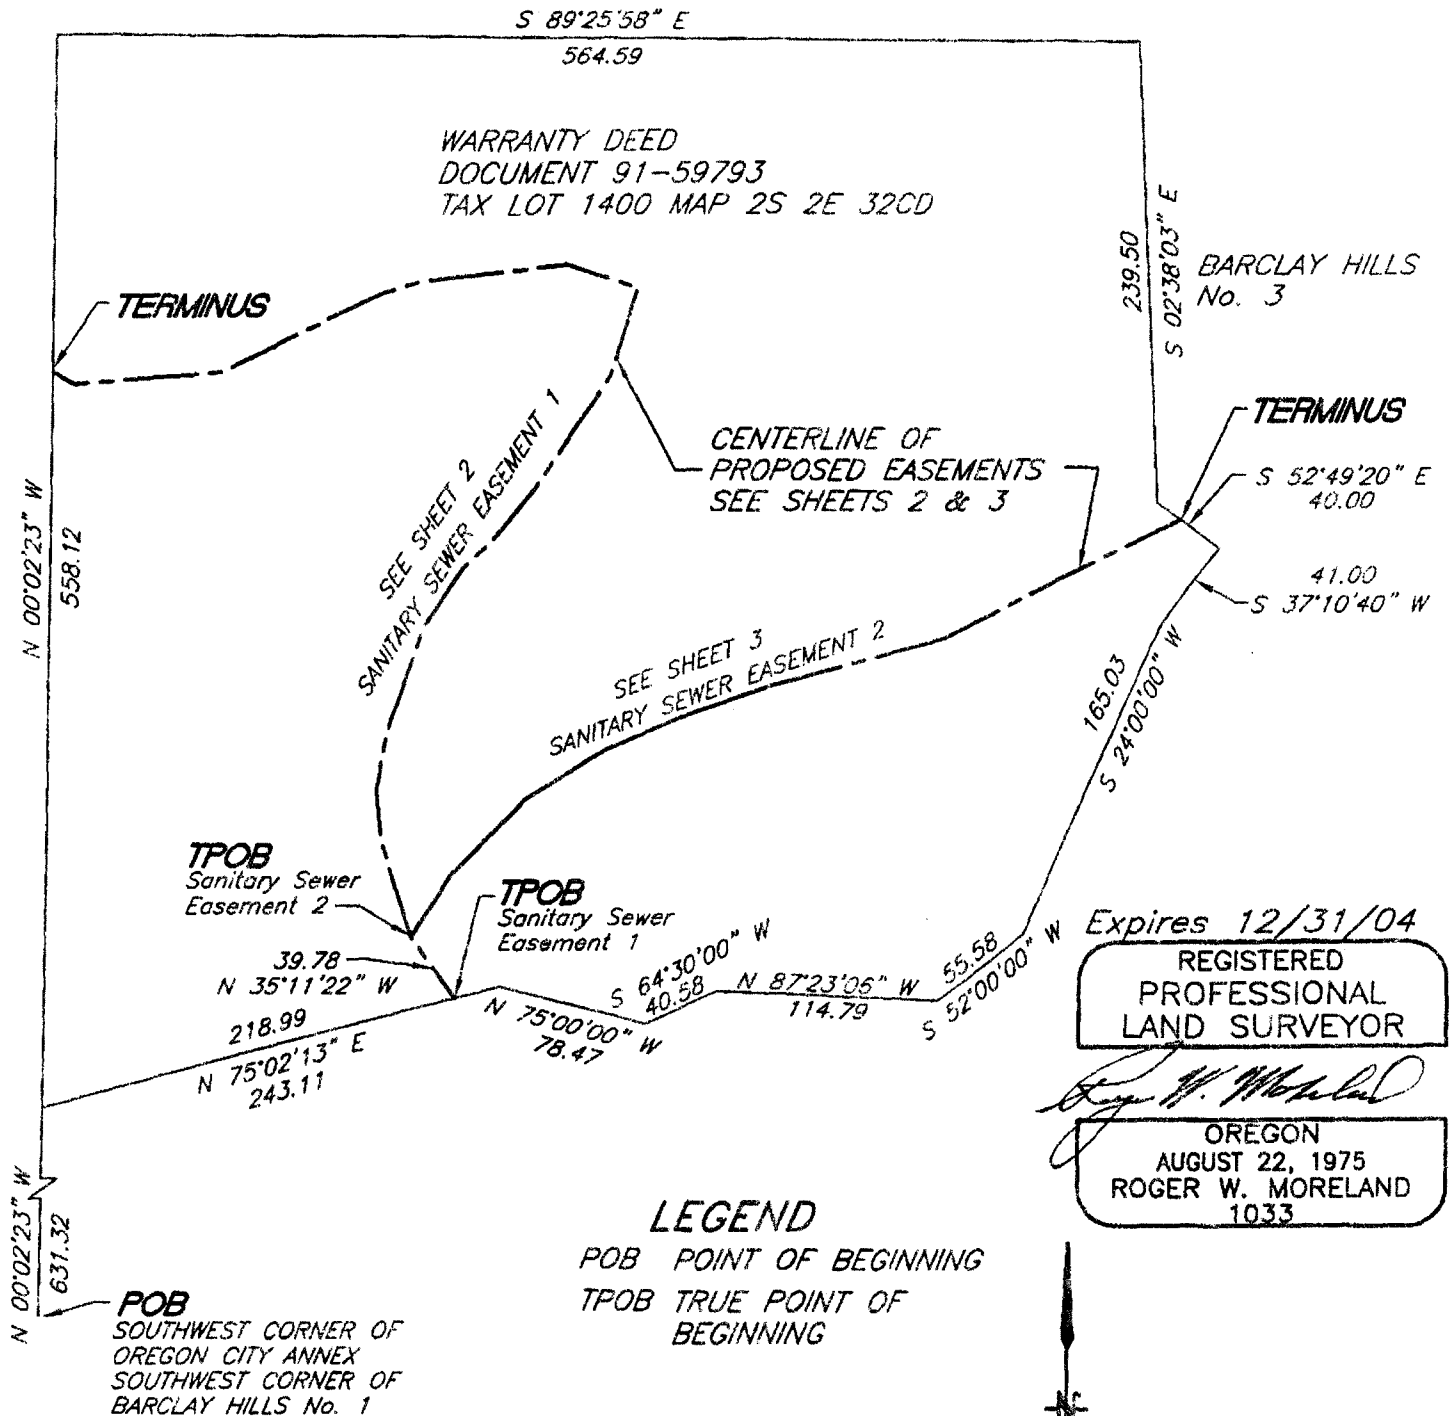 S 89°25'58" E
564.59
WARRANTY DEED
DOCUMENT 91-59793
TAX LOT 1400 MAP 2S 2E 32CD
239.50
S 02°38'03" E
BARCLAY HILLS
No. 3
TERMINUS
TERMINUS
S 52°49'20" E
40.00
CENTERLINE OF
PROPOSED EASEMENTS
SEE SHEETS 2 & 3
SEE SHEET 2
SANITARY SEWER EASEMENT 1
N 00°02'23" W
558.12
41.00
S 37°10'40" W
SEE SHEET 3
SANITARY SEWER EASEMENT 2
165.03
S 24°00'00" W
TPOB
Sanitary Sewer
Easement 2
TPOB
Sanitary Sewer
Easement 1
39.78
N 35°11'22" W
218.99
N 75°02'13" E
243.11
N 75°00'00" W
78.47
S 64°30'00" W
40.58
N 87°23'06" W
114.79
55.58
S 52°00'00" W
Expires 12/31/04
REGISTERED
PROFESSIONAL
LAND SURVEYOR
Roger W. Moreland
OREGON
AUGUST 22, 1975
ROGER W. MORELAND
1033
N 00°02'23" W
631.32
POB
SOUTHWEST CORNER OF
OREGON CITY ANNEX
SOUTHWEST CORNER OF
BARCLAY HILLS No. 1
LEGEND
POB POINT OF BEGINNING
TPOB TRUE POINT OF
BEGINNING
N